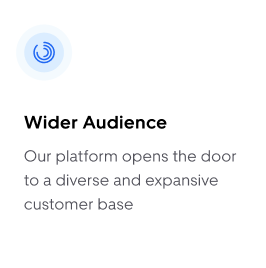 Wider Audience
Our platform opens the door
to a diverse and expansive
customer base